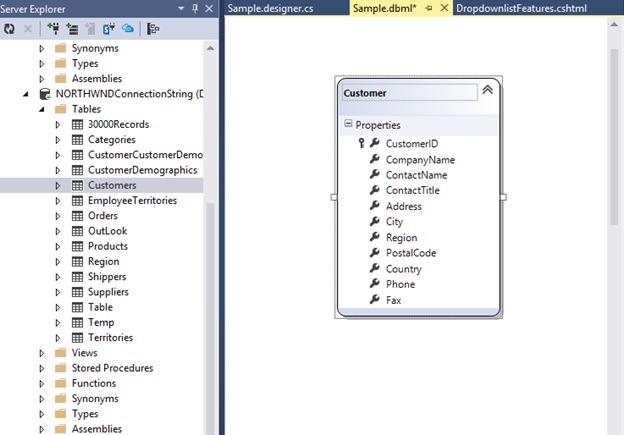 Server Explorer
Synonyms
Types
Assemblies
NORTHWNDConnectionString (D
Tables
30000Records
Categories
CustomerCustomerDemo
CustomerDemographics
Customers
EmployeeTerritories
Orders
OutLook
Products
Region
Shippers
Suppliers
Table
Temp
Territories
Views
Stored Procedures
Functions
Synonyms
Types
Assemblies
Sample.designer.cs
Sample.dbml*
DropdownlistFeatures.cshtml
Customer
Properties
CustomerID
CompanyName
ContactName
ContactTitle
Address
City
Region
PostalCode
Country
Phone
Fax